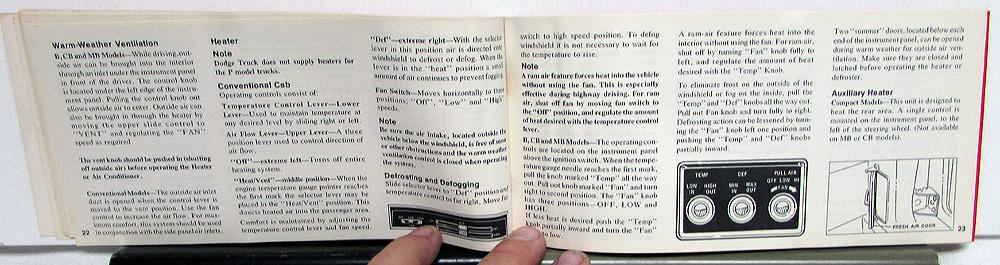 Warm-Weather Ventilation
B, CB and MB Models—While driving, out-
side air can be brought into the interior
through an inlet under the instrument panel
in front of the driver. The control knob
is located under the left edge of the instru-
ment panel. Pulling the control knob out
allows outside air to enter. Outside air can
also be brought in through the heater by
moving the upper slide control to
"VENT" and regulating the "FAN"
speed as required.
The vent knob should be pushed in (shutting
off outside air) before operating the Heater
or Air Conditioner.
Conventional Models—The outside air inlet
duct is opened when the control lever is
moved to the vent position. Use the fan
control to increase the air flow. For max-
imum comfort, this system should be used
in conjunction with the side panel air inlets.
22
Heater
Note
Dodge Truck does not supply heaters for
the P model trucks.
Conventional Cab
Operating controls consist of:
Temperature Control Lever—Lower
Lever—Used to maintain temperature at
any desired level by sliding right or left.
Air Flow Lever—Upper Lever—A three
position lever used to control direction of
air flow.
"Off"—extreme left—Turns off entire
heating system.
"Heat/Vent"—middle position—When the
engine temperature gauge pointer reaches
the first mark the selector lever may be
placed in the "Heat/Vent" position. This
directs heated air into the passenger area.
Comfort is maintained by adjusting the
temperature control lever and fan speed.
"Def"—extreme right—With the selector
lever in this position air is directed onto
windshield to defrost or defog. When the
lever is in the "heat" position a small
amount of air continues to prevent fogging.
Fan Switch—Moves horizontally to three
positions; "Off", "Low" and "High"
speeds.
Note
Be sure the air intake, located outside the
vehicle below the windshield, is free of snow
or other obstructions and the warm weather
ventilation control is closed when operating
the system.
Defrosting and Defogging
Slide selector lever to "Def" position and
temperature control to far right. Move fan
switch to high speed position. To defog
windshield it is not necessary to wait for
the temperature to rise.
Note
A ram air feature forces heat into the vehicle
without using the fan. This is especially
effective during highway driving. For ram
air, shut off fan by moving fan switch to
the "Off" position, and regulate the amount
of heat desired with the temperature control
lever.
B, CB and MB Models—The operating con-
trols are located on the instrument panel
above the ignition switch. When the tempe-
rature gauge needle reaches the first mark,
pull the knob marked "Temp" all the way
out. Pull out knob marked "Fan" and turn
right to second position. The "Fan" knob
has three positions—OFF, LOW and
HIGH.
If less heat is desired push the "Temp"
knob partially inward and turn the "Fan"
to low.
A ram-air feature forces heat into the
interior without using the fan. For ram-air,
shut off fan by turning "Fan" knob fully to
left, and regulate the amount of heat
desired with the "Temp" Knob.
To eliminate frost on the outside of the
windshield or fog on the inside, pull the
"Temp" and "Def" knobs all the way out.
Pull out Fan knob and turn fully to right.
Defrosting action can be lessened by turn-
ing the "Fan" knob left one position and
pushing the "Temp" and "Def" knobs
partially inward.
TEMP DEF PULL AIR
LOW HIGH MIN MAX OFF LOW HI
IN OUT IN OUT FAN
Two "summer" doors, located below each
end of the instrument panel, can be opened
during warm weather for outside air ven-
tilation. Make sure they are closed and
latched before operating the heater or
defroster.
Auxiliary Heater
Compact Models—This unit is designed to
heat the rear area. A single control is
mounted on the instrument panel, to the
left of the steering wheel. (Not available
on MB or CB models).
FRESH AIR DOOR
23